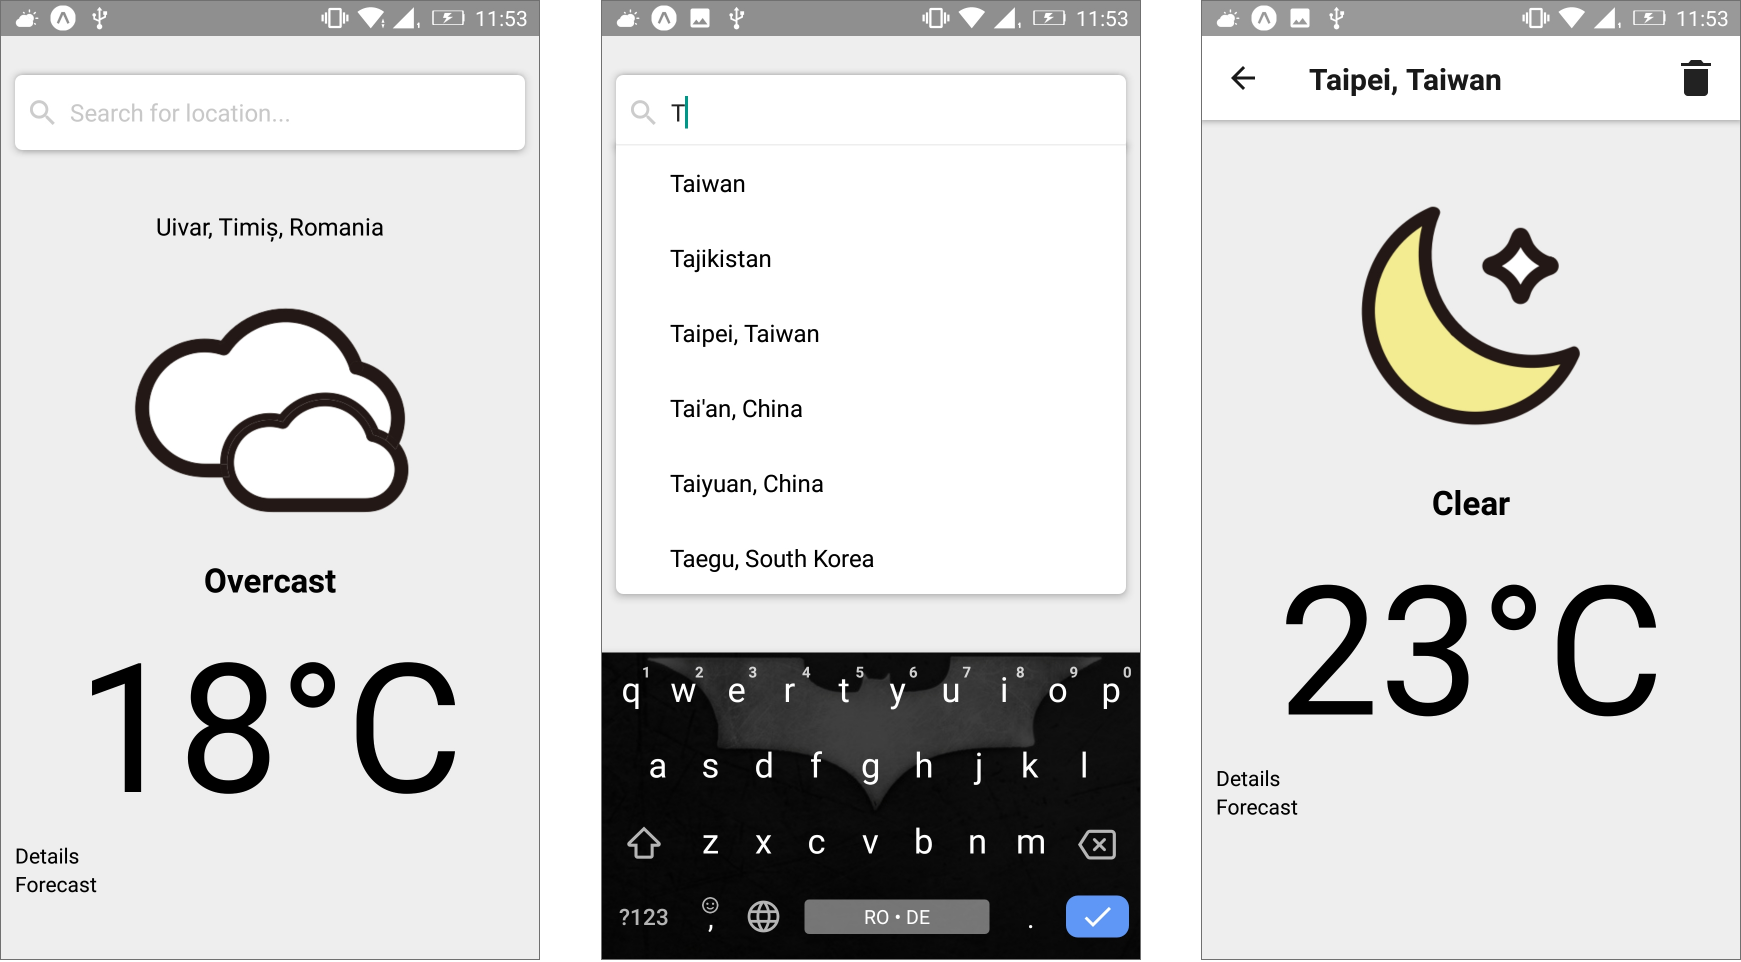 11:53
Search for location...
Uivar, Timiș, Romania
Overcast
18°C
Details
Forecast
11:53
T
Taiwan
Tajikistan
Taipei, Taiwan
Tai'an, China
Taiyuan, China
Taegu, South Korea
1 2 3 4 5 6 7 8 9 0
q w e r t y u i o p
a s d f g h j k l
z x c v b n m
?123 , RO • DE .
11:53
Taipei, Taiwan
Clear
23°C
Details
Forecast